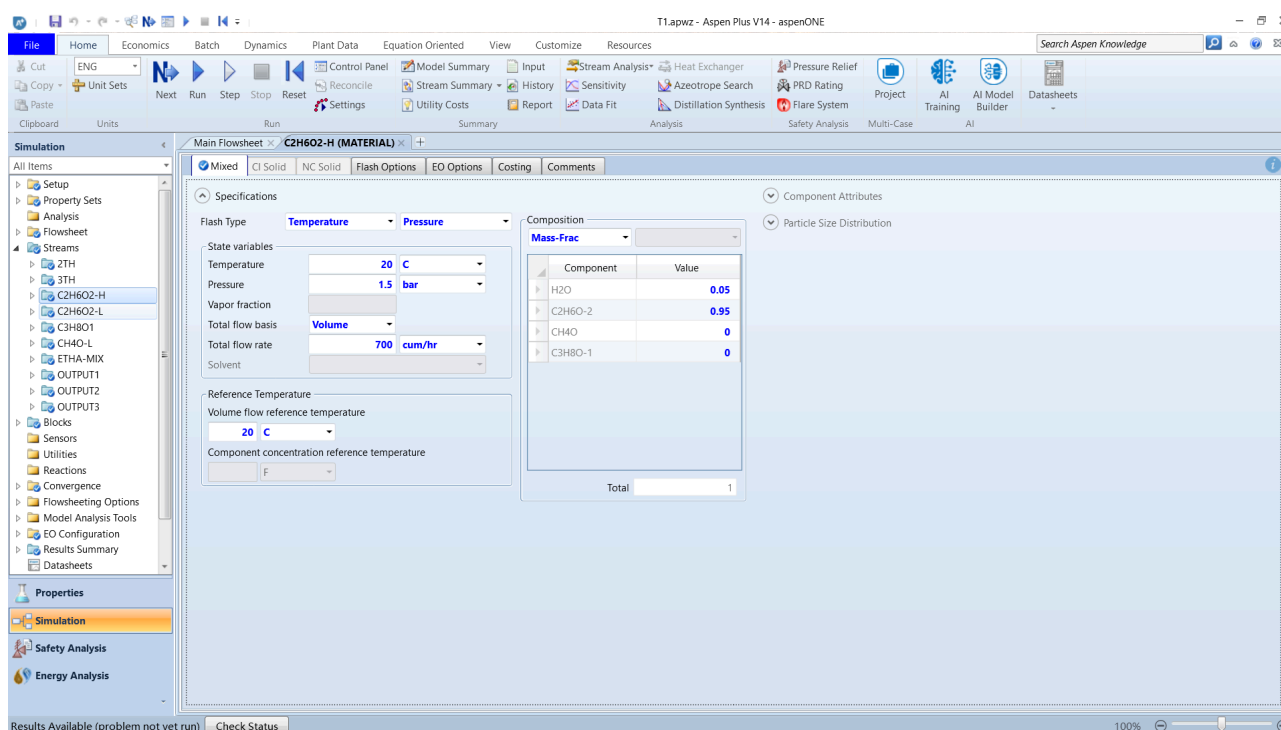 T1.apwz - Aspen Plus V14 - aspenONE
File Home Economics Batch Dynamics Plant Data Equation Oriented View Customize Resources Search Aspen Knowledge
Cut ENG Control Panel Model Summary Input Stream Analysis Heat Exchanger Pressure Relief
Copy Unit Sets Reconcile Stream Summary History Sensitivity Azeotrope Search PRD Rating
Paste Next Run Step Stop Reset Settings Utility Costs Report Data Fit Distillation Synthesis Flare System Project AI Training AI Model Builder Datasheets
Clipboard Units Run Summary Analysis Safety Analysis Multi-Case AI
Simulation
Main Flowsheet C2H6O2-H (MATERIAL)
All Items
Mixed CI Solid NC Solid Flash Options EO Options Costing Comments
Setup
Property Sets
Analysis
Flowsheet
Streams
2TH
3TH
C2H6O2-H
C2H6O2-L
C3H8O1
CH4O-L
ETHA-MIX
OUTPUT1
OUTPUT2
OUTPUT3
Blocks
Sensors
Utilities
Reactions
Convergence
Flowsheeting Options
Model Analysis Tools
EO Configuration
Results Summary
Datasheets
Properties
Simulation
Safety Analysis
Energy Analysis
Specifications
Flash Type Temperature Pressure
State variables
Temperature 20 C
Pressure 1.5 bar
Vapor fraction
Total flow basis Volume
Total flow rate 700 cum/hr
Solvent
Reference Temperature
Volume flow reference temperature
20 C
Component concentration reference temperature
F
Composition
Mass-Frac
Component Value
H2O 0.05
C2H6O-2 0.95
CH4O 0
C3H8O-1 0
Total 1
Component Attributes
Particle Size Distribution
Results Available (problem not yet run) Check Status 100%